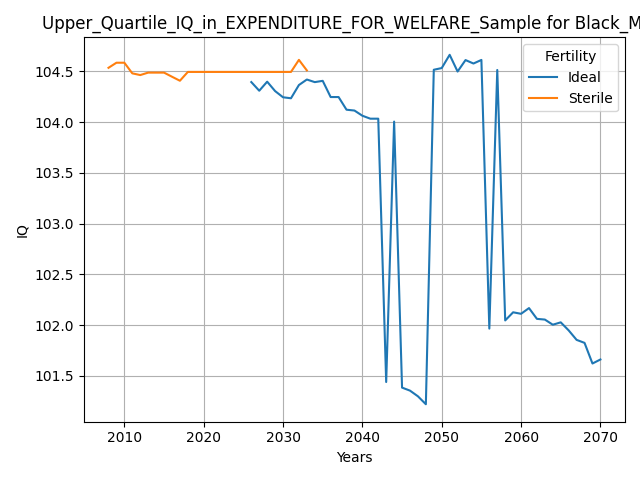 Upper_Quartile_IQ_in_EXPENDITURE_FOR_WELFARE_Sample for Black_M
Fertility
Ideal
Sterile
104.5
104.0
103.5
103.0
102.5
102.0
101.5
IQ
2010 2020 2030 2040 2050 2060 2070
Years